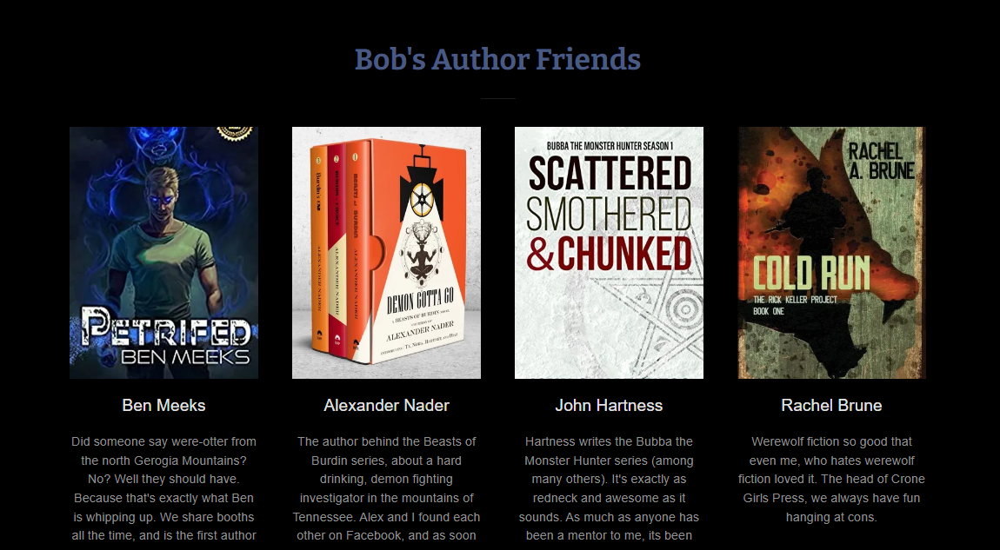 Bob's Author Friends
PETRIFED
BEN MEEKS
DEMON GOTTA GO
A BEASTS OF BURDIN NOVEL
ALEXANDER NADER
BUBBA THE MONSTER HUNTER SEASON 1
SCATTERED
SMOTHERED
& CHUNKED
RACHEL
A. BRUNE
COLD RUN
THE RICK KELLER PROJECT
BOOK ONE
Ben Meeks
Did someone say were-otter from
the north Gerogia Mountains?
No? Well they should have.
Because that's exactly what Ben
is whipping up. We share booths
all the time, and is the first author
Alexander Nader
The author behind the Beasts of
Burdin series, about a hard
drinking, demon fighting
investigator in the mountains of
Tennessee. Alex and I found each
other on Facebook, and as soon
John Hartness
Hartness writes the Bubba the
Monster Hunter series (among
many others). It's exactly as
redneck and awesome as it
sounds. As much as anyone has
been a mentor to me, its been
Rachel Brune
Werewolf fiction so good that
even me, who hates werewolf
fiction loved it. The head of Crone
Girls Press, we always have fun
hanging at cons.